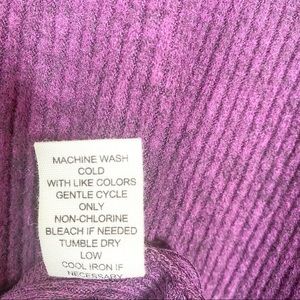 MACHINE WASH
COLD
WITH LIKE COLORS
GENTLE CYCLE
ONLY
NON-CHLORINE
BLEACH IF NEEDED
TUMBLE DRY
LOW
COOL IRON IF
NECESSARY